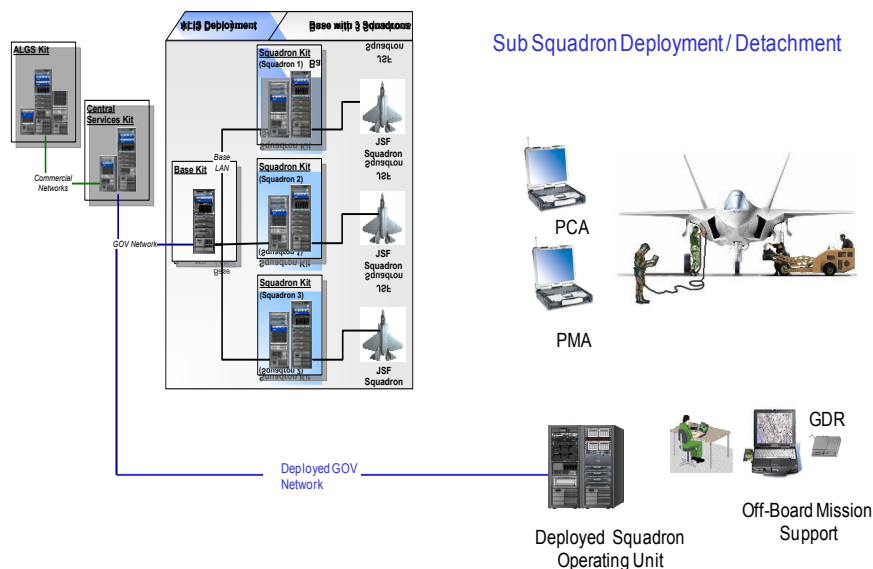 ALIS Deployment
Base with 3 Squadrons
Sub Squadron Deployment / Detachment
ALGS Kit
Central
Services Kit
Commercial
Networks
GOV Network
Base Kit
Base
LAN
Squadron Kit
(Squadron 1)
JSF
Squadron
Squadron Kit
(Squadron 2)
JSF
Squadron
Squadron Kit
(Squadron 3)
JSF
Squadron
PCA
PMA
Deployed GOV
Network
Deployed Squadron
Operating Unit
GDR
Off-Board Mission
Support